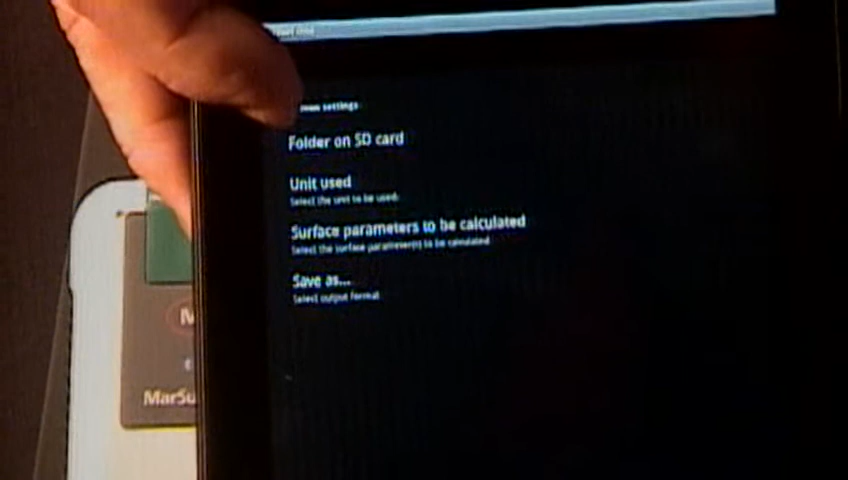 settings
Folder on SD card
Unit used
Select the unit to be used.
Surface parameters to be calculated
Select the surface parameter(s) to be calculated.
Save as...
Select output format
MarSu